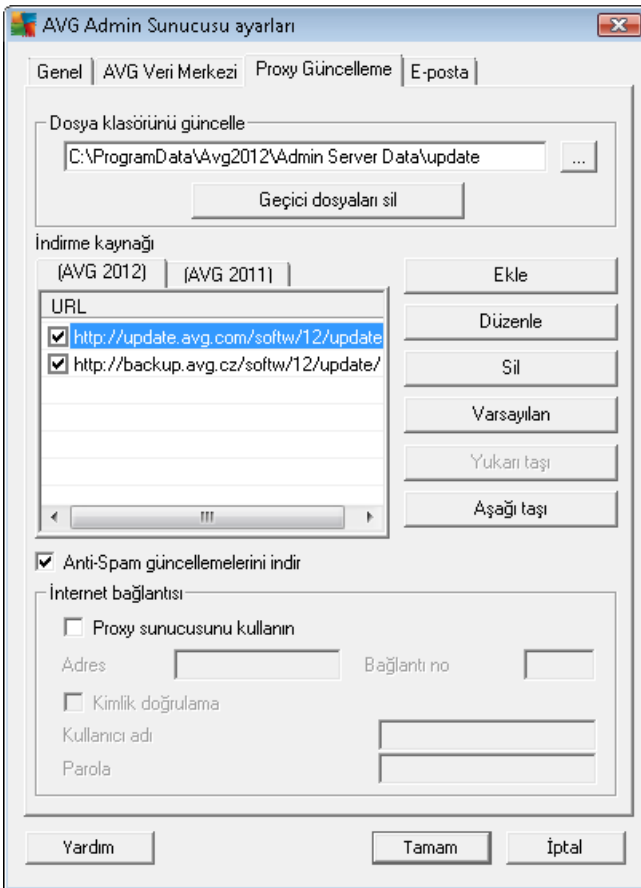 AVG Admin Sunucusu ayarları
Genel AVG Veri Merkezi Proxy Güncelleme E-posta
Dosya klasörünü güncelle
C:\ProgramData\Avg2012\Admin Server Data\update ...
Geçici dosyaları sil
İndirme kaynağı
(AVG 2012) (AVG 2011)
URL
http://update.avg.com/softw/12/update
http://backup.avg.cz/softw/12/update/
Ekle
Düzenle
Sil
Varsayılan
Yukarı taşı
Aşağı taşı
Anti-Spam güncellemelerini indir
İnternet bağlantısı
Proxy sunucusunu kullanın
Adres Bağlantı no
Kimlik doğrulama
Kullanıcı adı
Parola
Yardım Tamam İptal